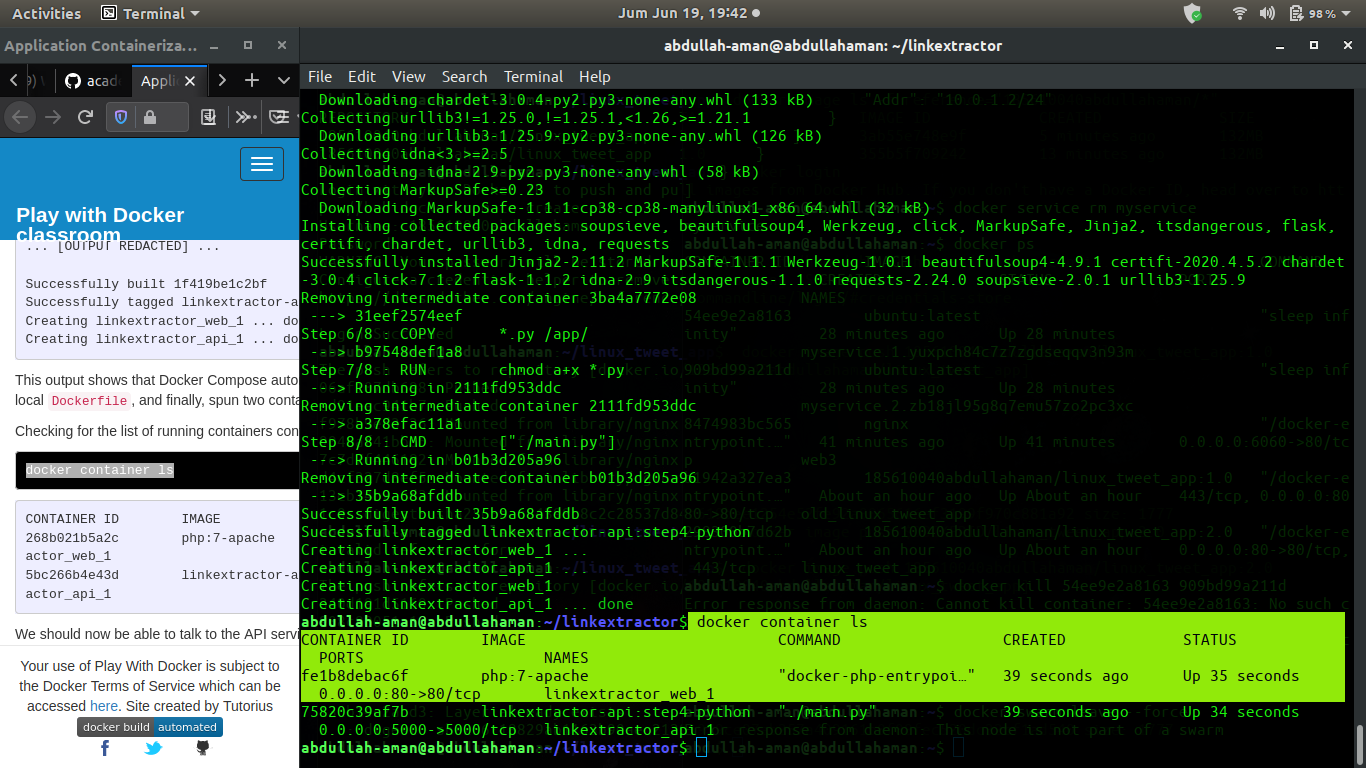 Activities
Terminal
Jum Jun 19, 19:42
98 %
Application Containeriza...
acad
Appli
Play with Docker
classroom
... [OUTPUT REDACTED] ...
Successfully built 1f419be1c2bf
Successfully tagged linkextractor-a
Creating linkextractor_web_1 ... do
Creating linkextractor_api_1 ... do
This output shows that Docker Compose auto
local Dockerfile, and finally, spun two conta
Checking for the list of running containers con
docker container ls
CONTAINER ID IMAGE
268b021b5a2c php:7-apache
actor_web_1
5bc266b4e43d linkextractor-a
actor_api_1
We should now be able to talk to the API servi
Your use of Play With Docker is subject to
the Docker Terms of Service which can be
accessed here. Site created by Tutorius
docker build automated
abdullah-aman@abdullahaman: ~/linkextractor
File Edit View Search Terminal Help
Downloading chardet-3.0.4-py2.py3-none-any.whl (133 kB)
Collecting urllib3!=1.25.0,!=1.25.1,<1.26,>=1.21.1
Downloading urllib3-1.25.9-py2.py3-none-any.whl (126 kB)
Collecting idna<3,>=2.5
Downloading idna-2.9-py2.py3-none-any.whl (58 kB)
Collecting MarkupSafe>=0.23
Downloading MarkupSafe-1.1.1-cp38-cp38-manylinux1_x86_64.whl (32 kB)
Installing collected packages: soupsieve, beautifulsoup4, Werkzeug, click, MarkupSafe, Jinja2, itsdangerous, flask,
certifi, chardet, urllib3, idna, requests
Successfully installed Jinja2-2.11.2 MarkupSafe-1.1.1 Werkzeug-1.0.1 beautifulsoup4-4.9.1 certifi-2020.4.5.2 chardet
-3.0.4 click-7.1.2 flask-1.1.2 idna-2.9 itsdangerous-1.1.0 requests-2.24.0 soupsieve-2.0.1 urllib3-1.25.9
Removing intermediate container 3ba4a7772e08
---> 31eef2574eef
Step 6/8 : COPY *.py /app/
---> b97548def1a8
Step 7/8 : RUN chmod a+x *.py
---> Running in 2111fd953ddc
Removing intermediate container 2111fd953ddc
---> a378efac11a1
Step 8/8 : CMD ["./main.py"]
---> Running in b01b3d205a96
Removing intermediate container b01b3d205a96
---> 35b9a68afddb
Successfully built 35b9a68afddb
Successfully tagged linkextractor-api:step4-python
Creating linkextractor_web_1 ...
Creating linkextractor_api_1 ...
Creating linkextractor_web_1
Creating linkextractor_api_1 ... done
abdullah-aman@abdullahaman:~/linkextractor$ docker container ls
CONTAINER ID IMAGE COMMAND CREATED STATUS
PORTS NAMES
fe1b8debac6f php:7-apache "docker-php-entrypoi…" 39 seconds ago Up 35 seconds
0.0.0.0:80->80/tcp linkextractor_web_1
75820c39af7b linkextractor-api:step4-python "./main.py" 39 seconds ago Up 34 seconds
0.0.0.0:5000->5000/tcp linkextractor_api_1
abdullah-aman@abdullahaman:~/linkextractor$